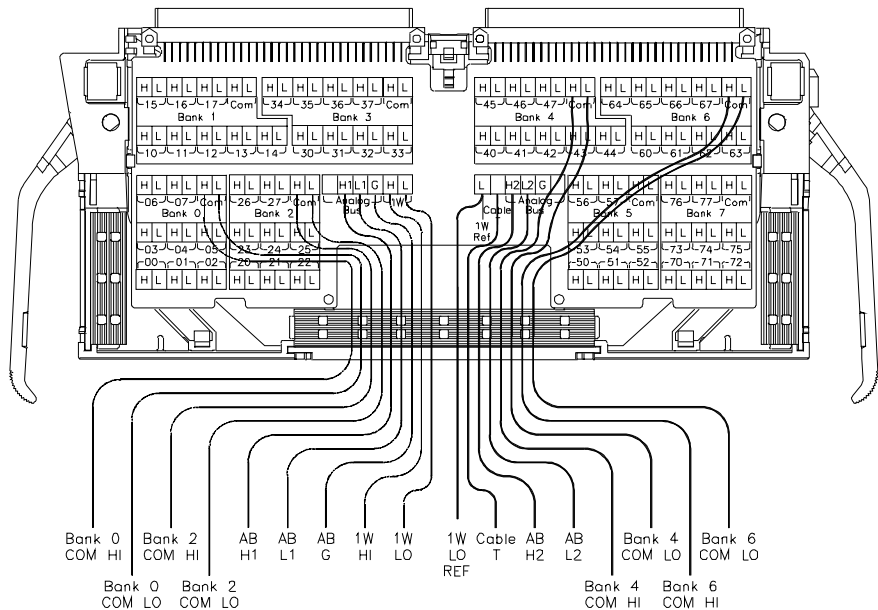 H L H L H L H L H L H L H L H L H L
15 16 17 Com 34 35 36 37 Com
Bank 1 Bank 3
H L H L H L H L H L H L H L H L H L
10 11 12 13 14 30 31 32 33
H L H L H L H L H L H L H1 L1 G H L
06 07 Com 26 27 Com Analog Bus 1W
Bank 0 Bank 2
H L H L H L H L H L H L
03 04 05 23 24 25
00 01 02 20 21 22
H L H L H L H L H L H L
H L H L H L H L H L H L H L H L H L
45 46 47 Com 64 65 66 67 Com
Bank 4 Bank 6
H L H L H L H L H L H L H L H L H L
40 41 42 43 44 60 61 62 63
L H2 L2 G H L H L H L H L H L H L
Cable Analog Bus 56 57 Com 76 77 Com
1W Ref
Bank 5 Bank 7
H L H L H L H L H L H L
53 54 55 73 74 75
50 51 52 70 71 72
H L H L H L H L H L H L
Bank 0 COM HI
Bank 0 COM LO
Bank 2 COM HI
Bank 2 COM LO
AB H1
AB L1
AB G
1W HI
1W LO
1W LO REF
Cable T
AB H2
AB L2
Bank 4 COM HI
Bank 4 COM LO
Bank 6 COM HI
Bank 6 COM LO